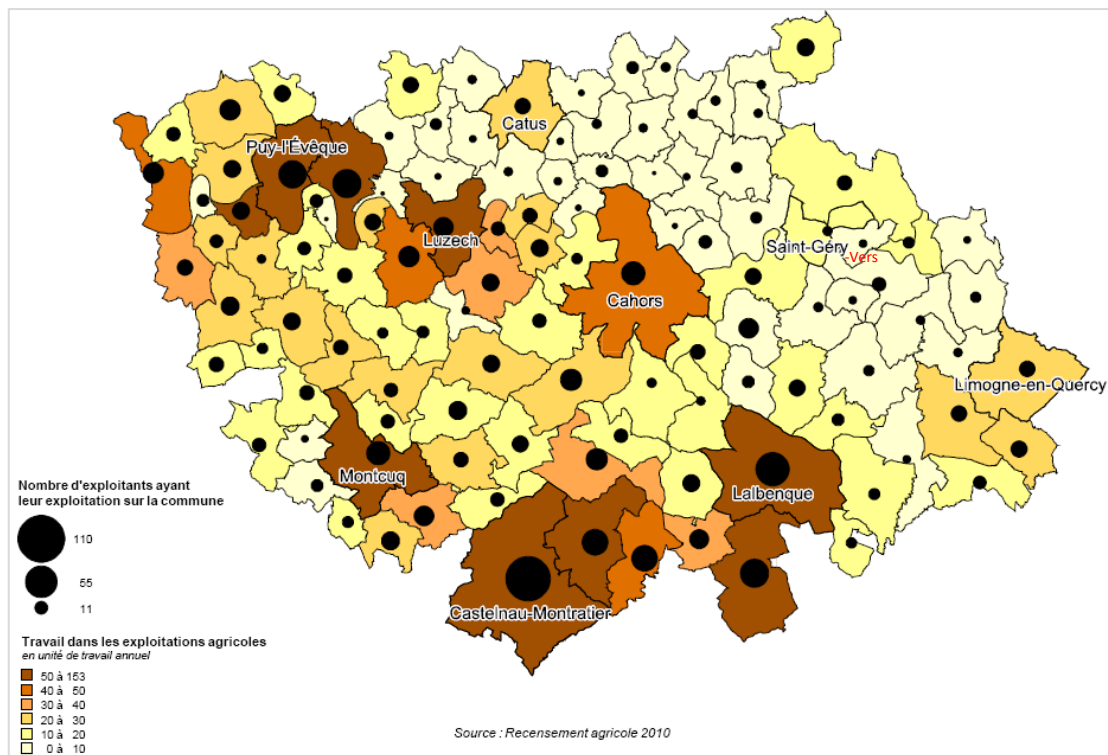 Catus
Puy-l'Évêque
Luzech
Saint-Géry
-Vers
Cahors
Limogne-en-Quercy
Montcuq
Lalbenque
Castelnau-Montratier
Nombre d'exploitants ayant
leur exploitation sur la commune
110
55
11
Travail dans les exploitations agricoles
en unité de travail annuel
50 à 153
40 à 50
30 à 40
20 à 30
10 à 20
0 à 10
Source : Recensement agricole 2010